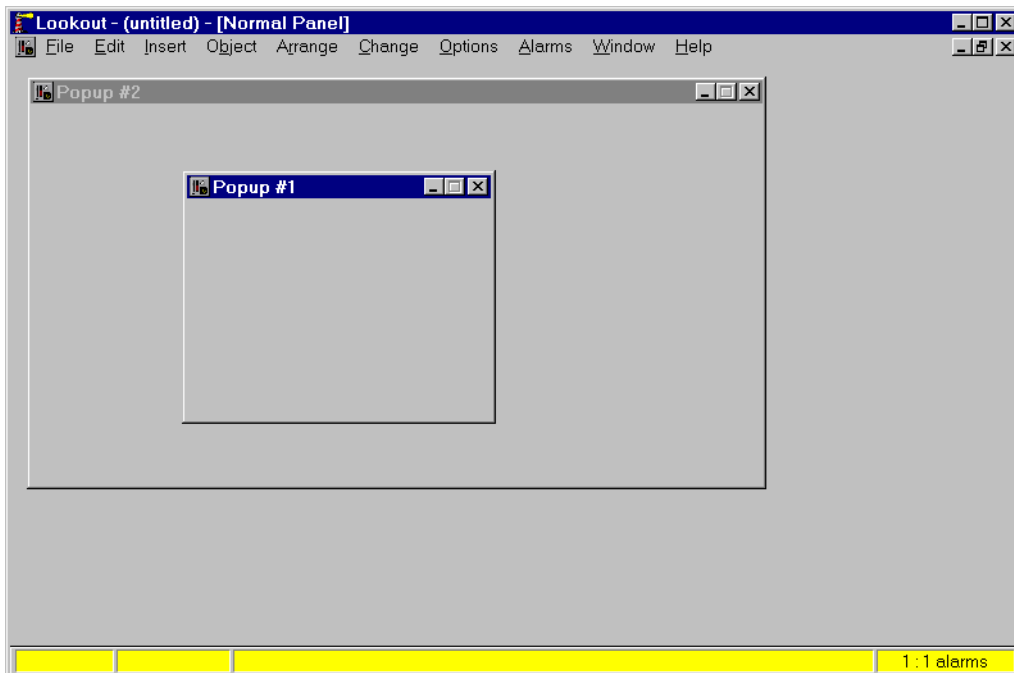 Lookout - (untitled) - [Normal Panel]
File Edit Insert Object Arrange Change Options Alarms Window Help
Popup #2
Popup #1
1 : 1 alarms